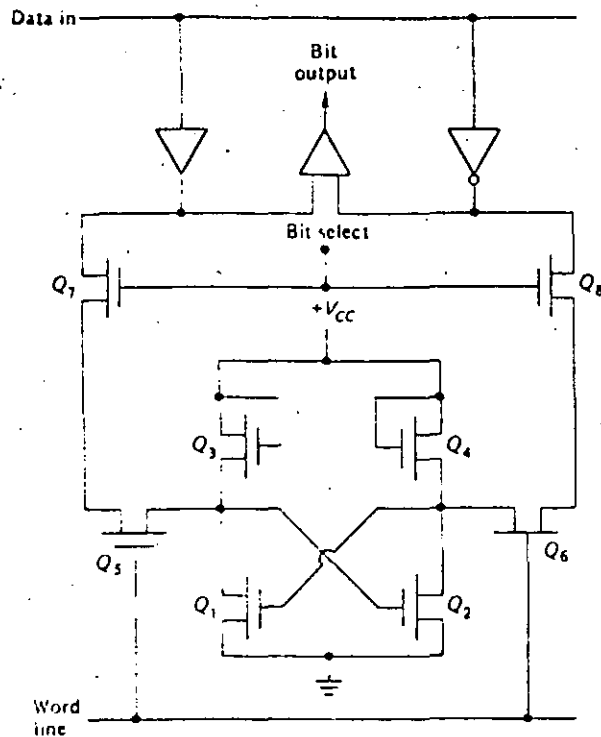 Data in
Bit
output
Bit select
Q7
Q8
+VCC
Q3
Q4
Q5
Q6
Q1
Q2
Word
line